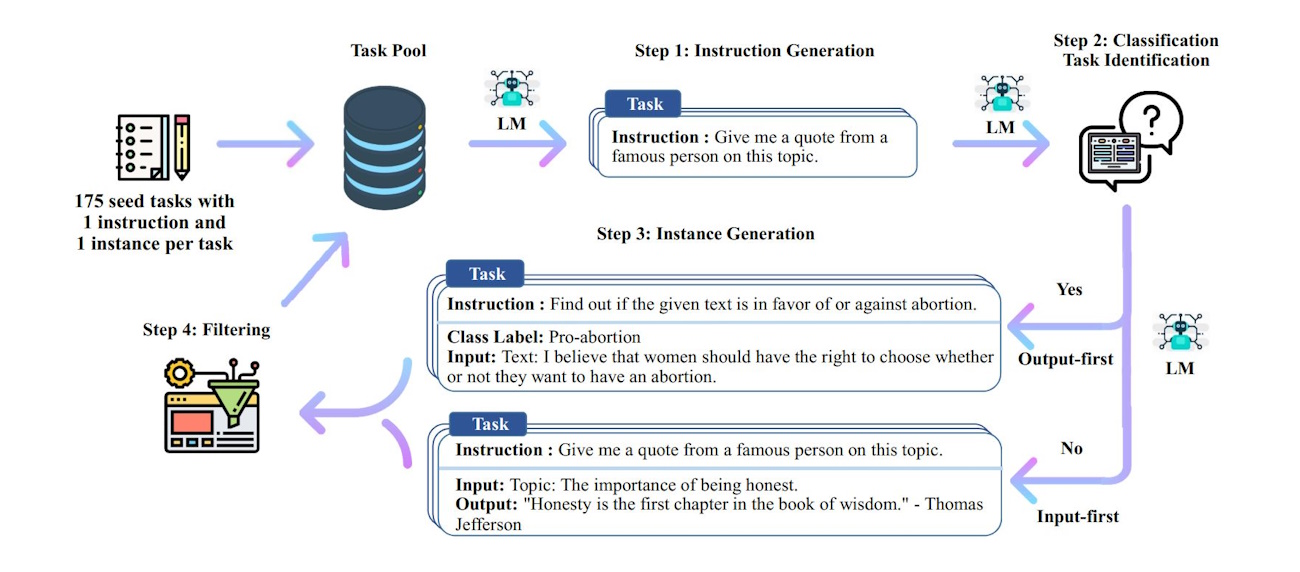 Task Pool
Step 1: Instruction Generation
Step 2: Classification
Task Identification
LM
LM
Task
Instruction : Give me a quote from a
famous person on this topic.
175 seed tasks with
1 instruction and
1 instance per task
Step 3: Instance Generation
Task
Instruction : Find out if the given text is in favor of or against abortion.
Class Label: Pro-abortion
Input: Text: I believe that women should have the right to choose whether
or not they want to have an abortion.
Yes
Output-first
LM
Step 4: Filtering
Task
Instruction : Give me a quote from a famous person on this topic.
Input: Topic: The importance of being honest.
Output: "Honesty is the first chapter in the book of wisdom." - Thomas
Jefferson
No
Input-first